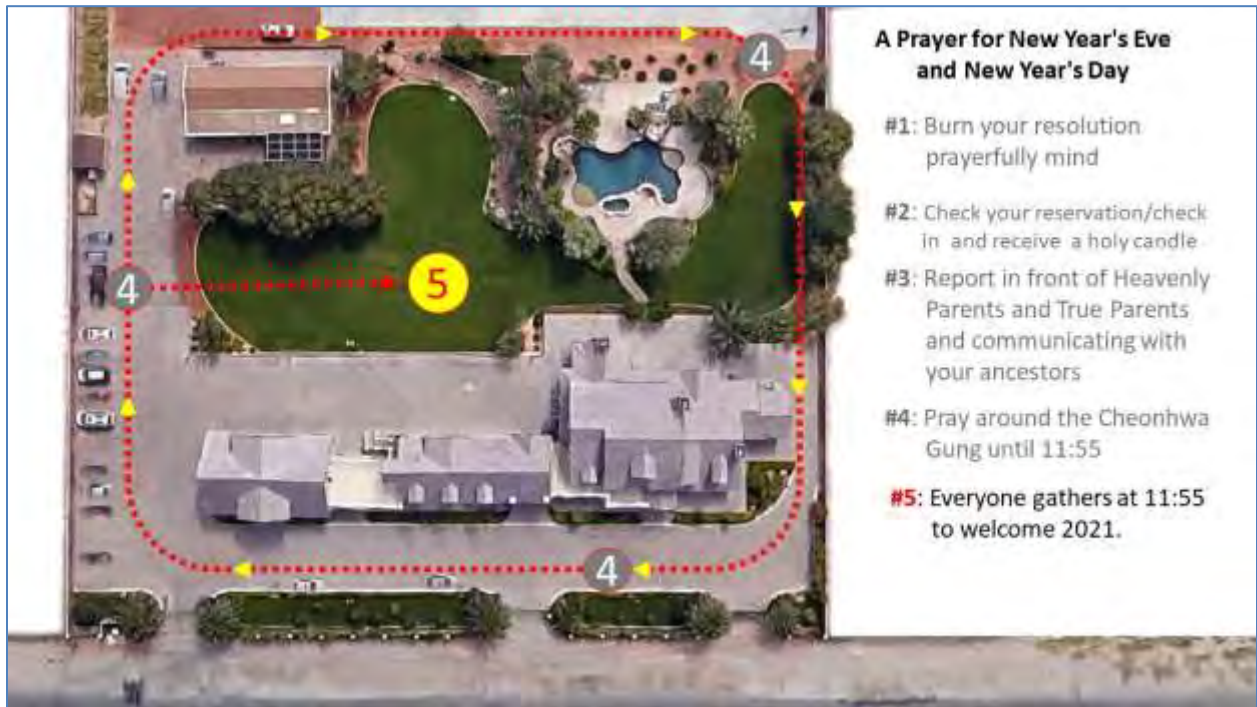 4
A Prayer for New Year's Eve
and New Year's Day
#1: Burn your resolution
prayerfully mind
#2: Check your reservation/check
in and receive a holy candle
4
5
#3: Report in front of Heavenly
Parents and True Parents
and communicating with
your ancestors
#4: Pray around the Cheonhwa
Gung until 11:55
#5: Everyone gathers at 11:55
to welcome 2021.
4